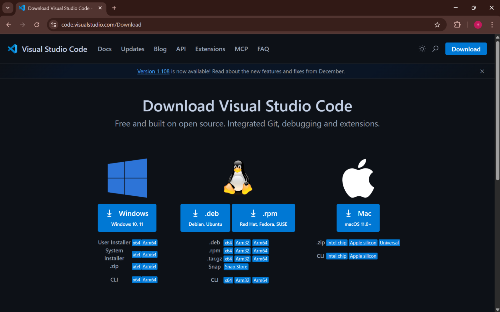 Download Visual Studio Code -
code.visualstudio.com/Download
Visual Studio Code Docs Updates Blog API Extensions MCP FAQ Download
Version 1.108 is now available! Read about the new features and fixes from December.
Download Visual Studio Code
Free and built on open source. Integrated Git, debugging and extensions.
Windows
Windows 10, 11
User Installer x64 Arm64
System Installer x64 Arm64
.zip x64 Arm64
CLI x64 Arm64
.deb
Debian, Ubuntu
.rpm
Red Hat, Fedora, SUSE
.deb x64 Arm32 Arm64
.rpm x64 Arm32 Arm64
.tar.gz x64 Arm32 Arm64
Snap Snap Store
CLI x64 Arm32 Arm64
Mac
macOS 11.0+
.zip Intel chip Apple silicon Universal
CLI Intel chip Apple silicon